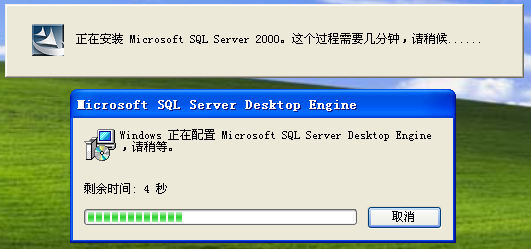 正在安装 Microsoft SQL Server 2000。这个过程需要几分钟,请稍候......
Microsoft SQL Server Desktop Engine
Windows 正在配置 Microsoft SQL Server Desktop Engine
,请稍等。
剩余时间: 4 秒
取消